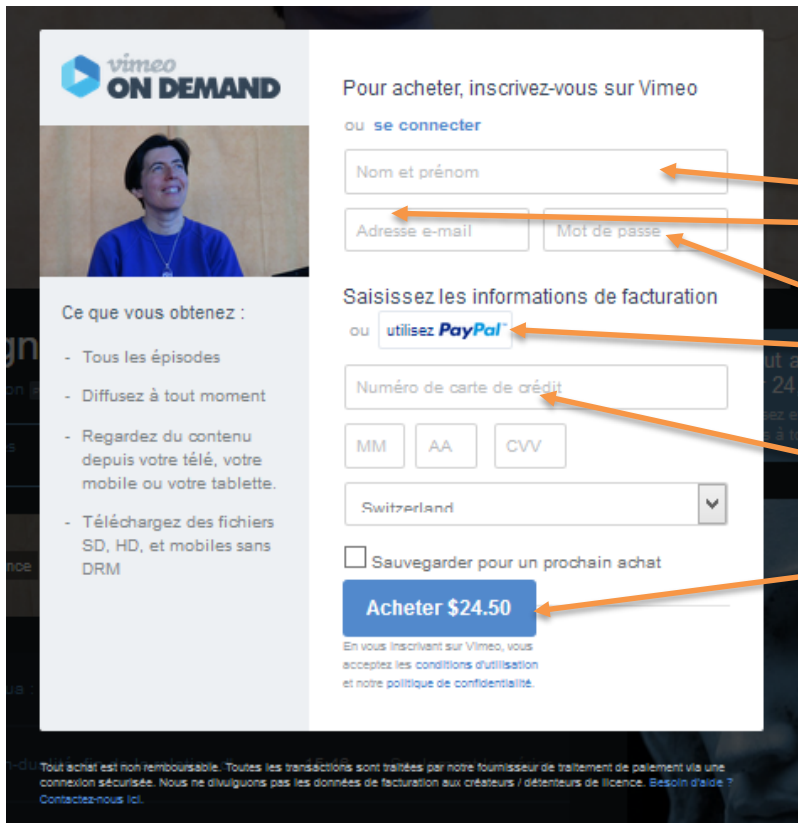 vimeo
ON DEMAND
Pour acheter, inscrivez-vous sur Vimeo
ou se connecter
Nom et prénom
Adresse e-mail
Mot de passe
Saisissez les informations de facturation
ou utilisez PayPal
Numéro de carte de crédit
MM
AA
CVV
Switzerland
Sauvegarder pour un prochain achat
Acheter $24.50
En vous inscrivant sur Vimeo, vous
acceptez les conditions d'utilisation
et notre politique de confidentialité.
Ce que vous obtenez :
- Tous les épisodes
- Diffusez à tout moment
- Regardez du contenu
depuis votre télé, votre
mobile ou votre tablette.
- Téléchargez des fichiers
SD, HD, et mobiles sans
DRM
Tout achat est non remboursable. Toutes les transactions sont traitées par notre fournisseur de traitement de paiement via une
connexion sécurisée. Nous ne divulguons pas les données de facturation aux créateurs / détenteurs de licence. Besoin d'aide ?
Contactez-nous ici.